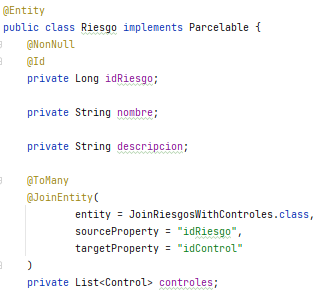 @Entity
public class Riesgo implements Parcelable {
@NonNull
@Id
private Long idRiesgo;
private String nombre;
private String descripcion;
@ToMany
@JoinEntity(
entity = JoinRiesgosWithControles.class,
sourceProperty = "idRiesgo",
targetProperty = "idControl"
)
private List<Control> controles;